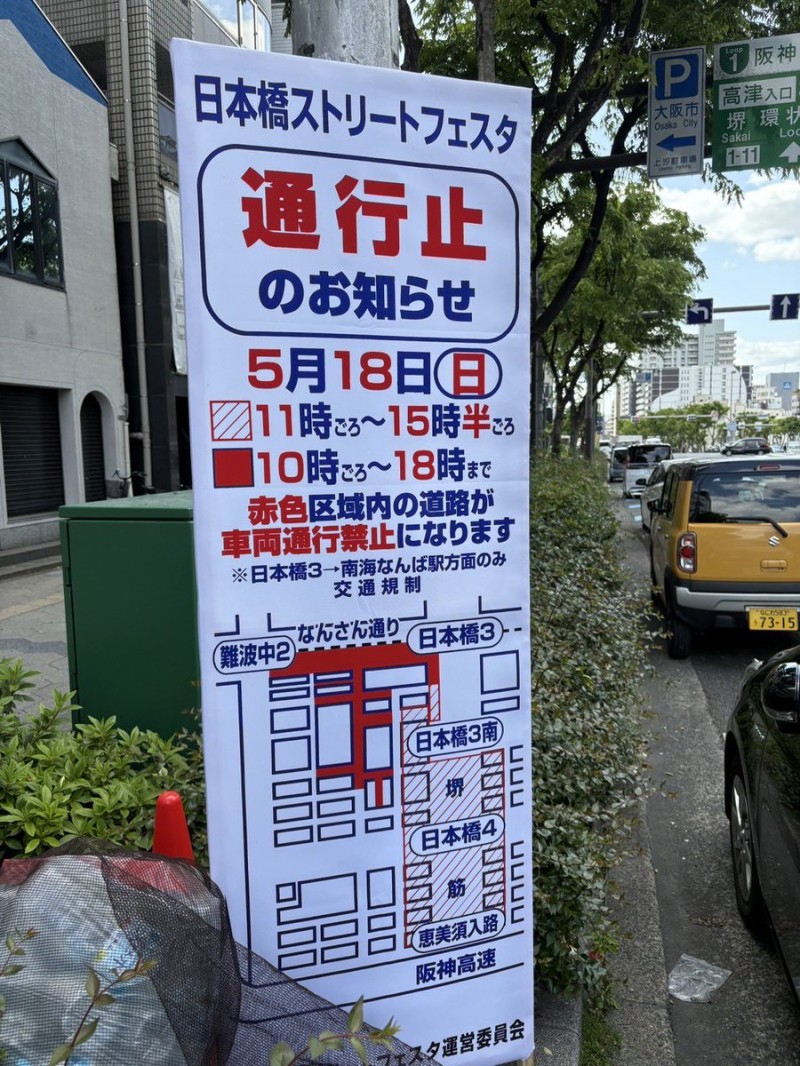 日本橋ストリートフェスタ
通行止
のお知らせ
5月18日(日)
11時ごろ～15時半ごろ
10時ごろ～18時まで
赤色区域内の道路が
車両通行禁止になります
※日本橋3→南海なんば駅方面のみ
交通規制
なんさん通り
難波中2
日本橋3
日本橋3南
堺
日本橋4
筋
恵美須入路
阪神高速
フェスタ運営委員会
P
大阪市
Osaka City
Loop
1
阪神
高津入口
堺 環状
Sakai Loo
1-11
73-15